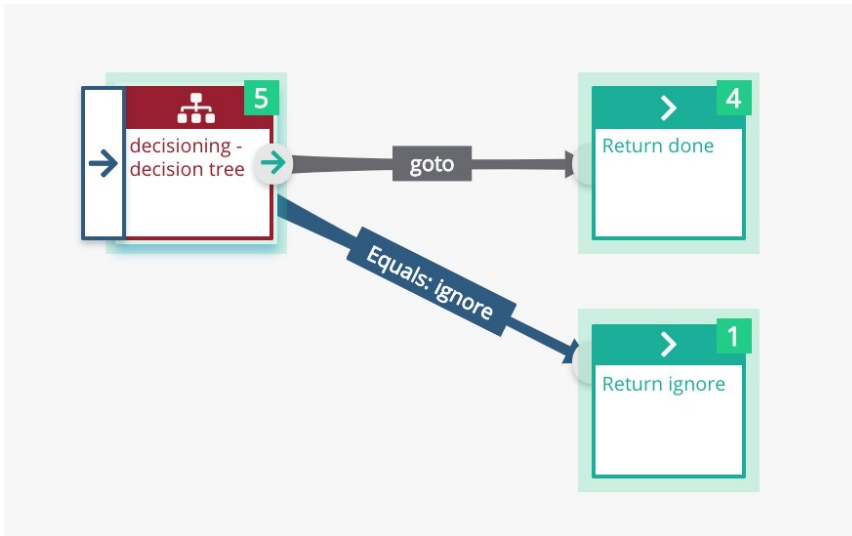 5
decisioning -
decision tree
goto
4
Return done
Equals: ignore
1
Return ignore